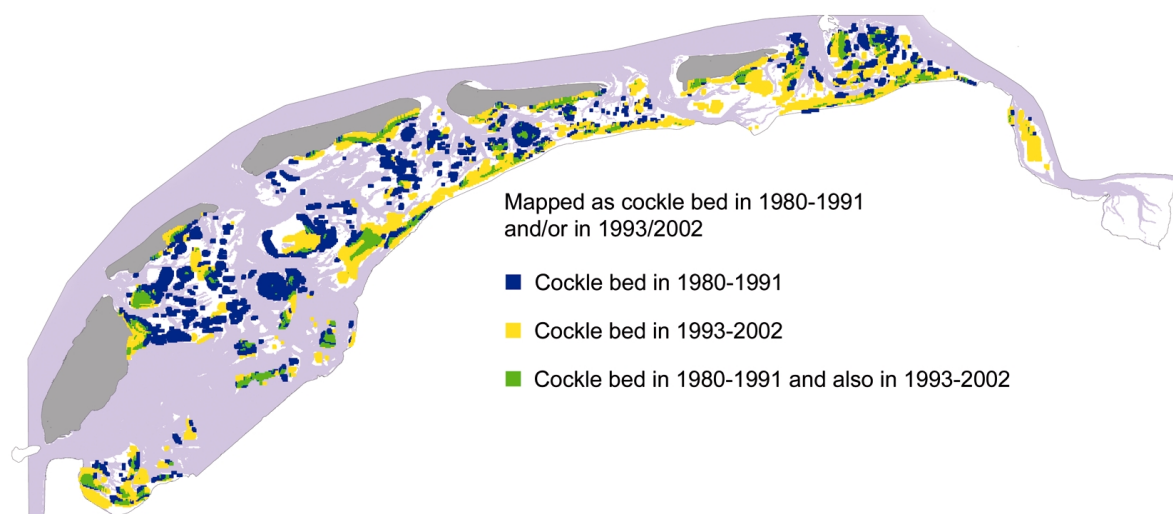 Mapped as cockle bed in 1980-1991
and/or in 1993/2002
Cockle bed in 1980-1991
Cockle bed in 1993-2002
Cockle bed in 1980-1991 and also in 1993-2002